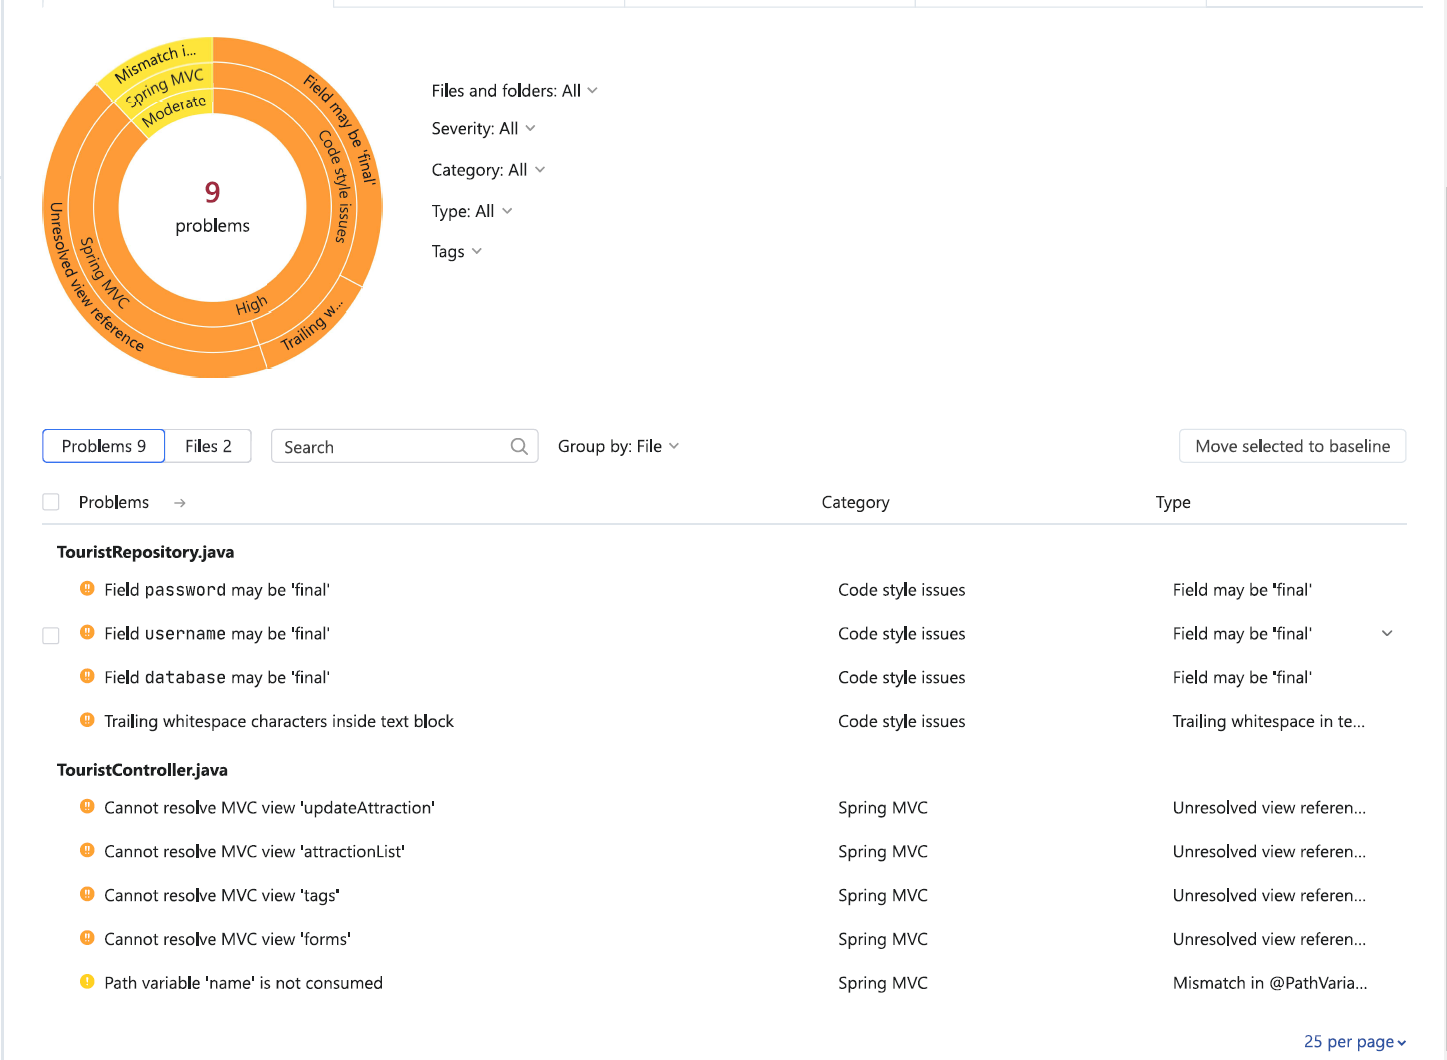 Mismatch i...
Spring MVC
Moderate
Field may be 'final'
Code style issues
Unresolved view reference
Spring MVC
High
Trailing w...
9
problems
Files and folders: All
Severity: All
Category: All
Type: All
Tags
Problems 9 Files 2 Search Group by: File Move selected to baseline
Problems → Category Type
TouristRepository.java
Field password may be 'final' Code style issues Field may be 'final'
Field username may be 'final' Code style issues Field may be 'final'
Field database may be 'final' Code style issues Field may be 'final'
Trailing whitespace characters inside text block Code style issues Trailing whitespace in te...
TouristController.java
Cannot resolve MVC view 'updateAttraction' Spring MVC Unresolved view referen...
Cannot resolve MVC view 'attractionList' Spring MVC Unresolved view referen...
Cannot resolve MVC view 'tags' Spring MVC Unresolved view referen...
Cannot resolve MVC view 'forms' Spring MVC Unresolved view referen...
Path variable 'name' is not consumed Spring MVC Mismatch in @PathVaria...
25 per page